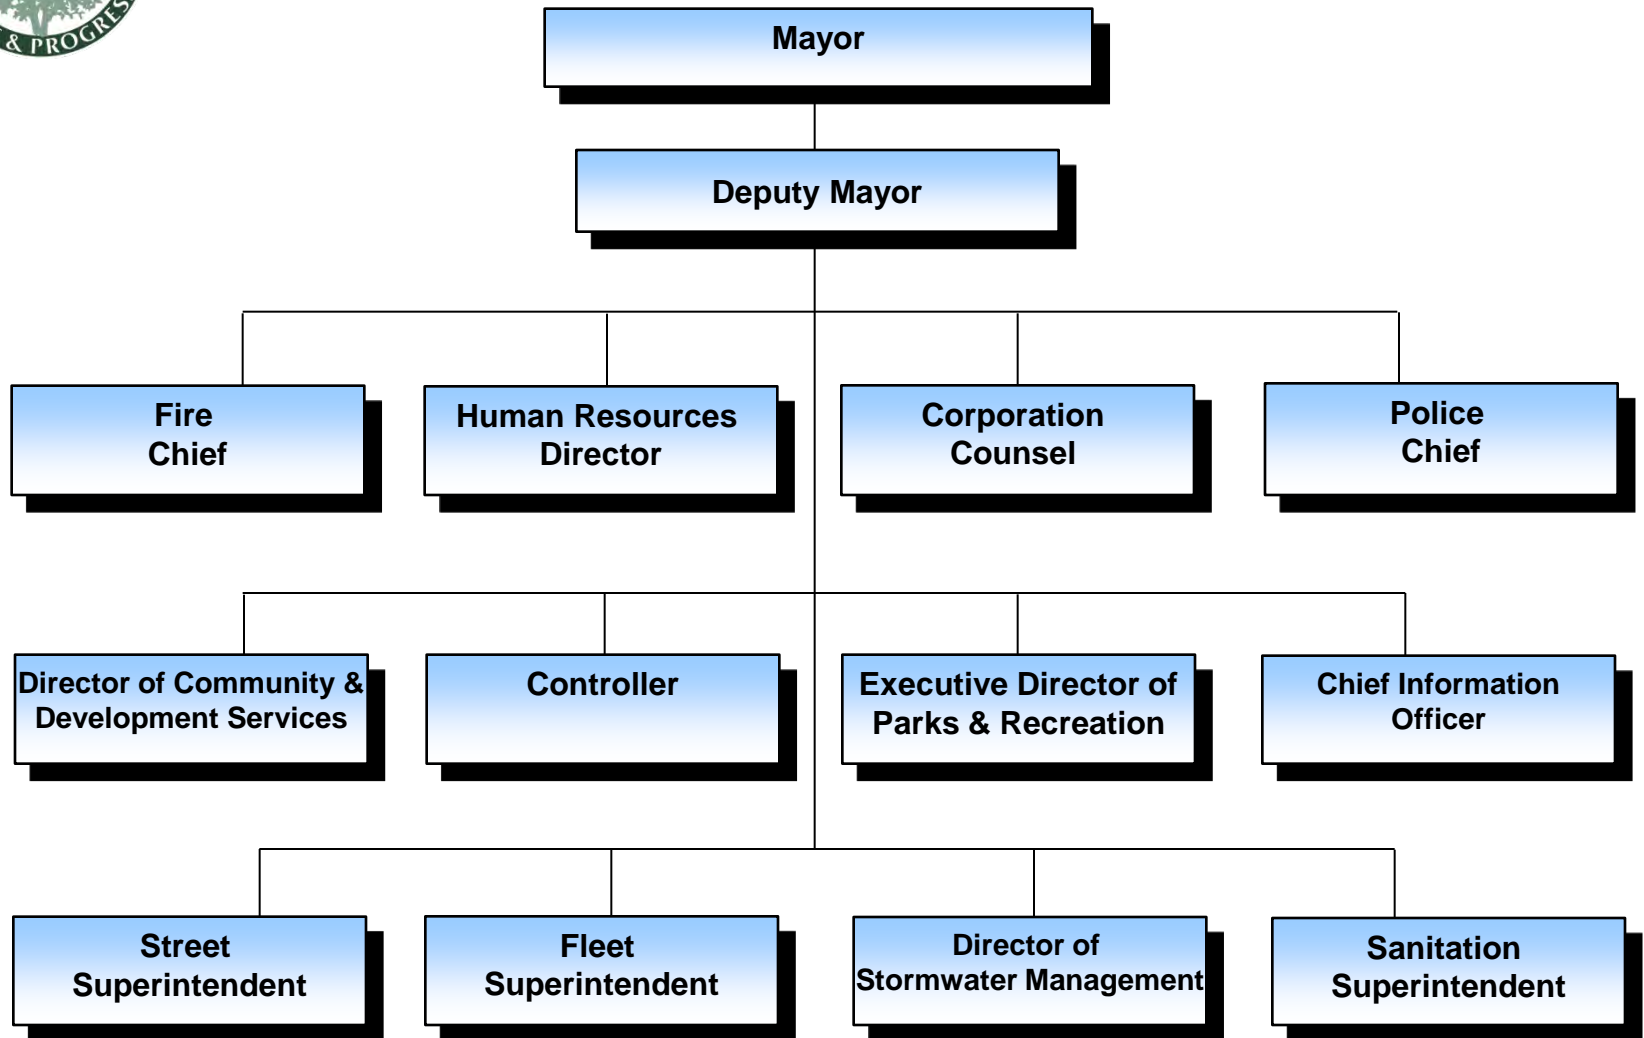 & PROGRES
Mayor
Deputy Mayor
Fire
Chief
Human Resources
Director
Corporation
Counsel
Police
Chief
Director of Community &
Development Services
Controller
Executive Director of
Parks & Recreation
Chief Information
Officer
Street
Superintendent
Fleet
Superintendent
Director of
Stormwater Management
Sanitation
Superintendent